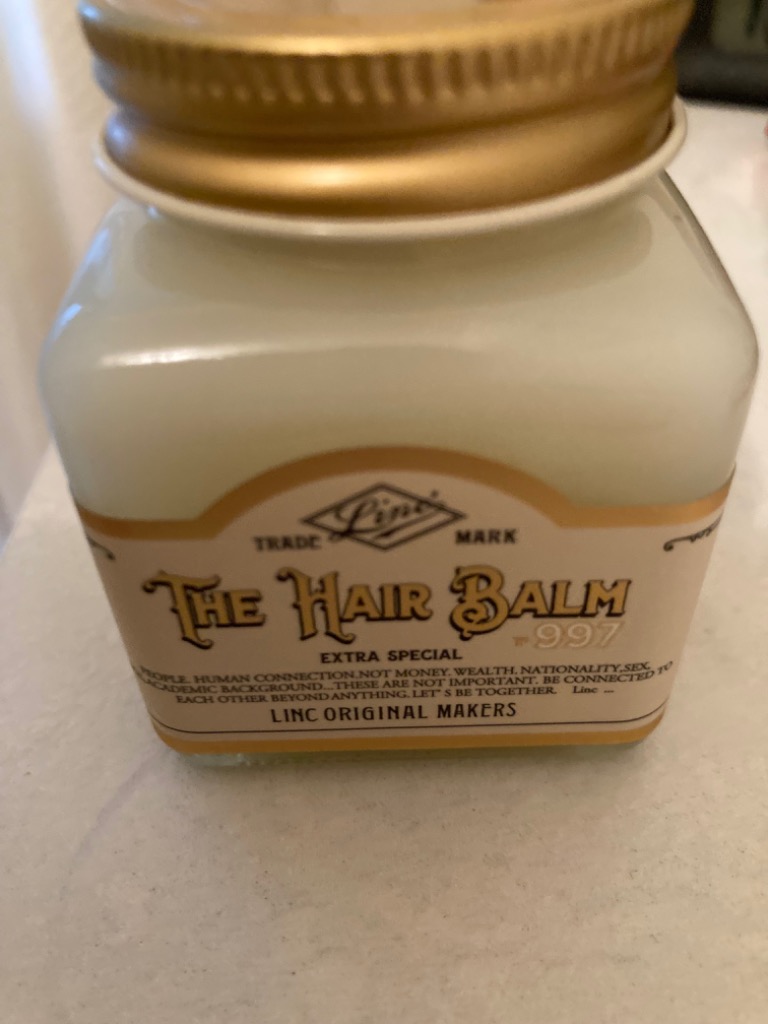 Linc
TRADE MARK
THE HAIR BALM
997
EXTRA SPECIAL
PEOPLE. HUMAN CONNECTION.NOT MONEY. WEALTH. NATIONALITY,SEX,
ACADEMIC BACKGROUND...THESE ARE NOT IMPORTANT. BE CONNECTED TO
EACH OTHER BEYOND ANYTHING. LET'S BE TOGETHER. Linc ...
LINC ORIGINAL MAKERS